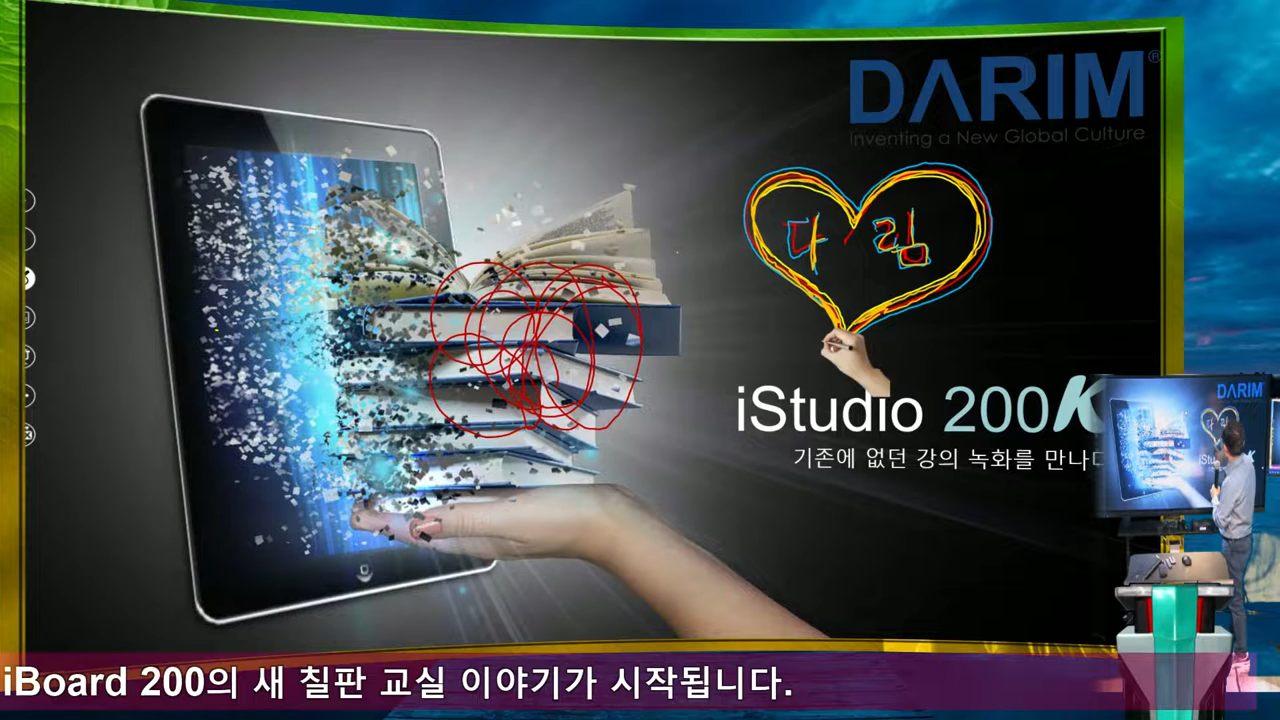 DARIM®
Inventing a New Global Culture
다림
iStudio 200K
기존에 없던 강의 녹화를 만나다
DARIM
iBoard 200의 새 칠판 교실 이야기가 시작됩니다.